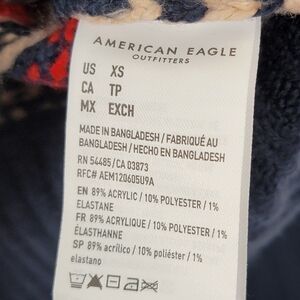 AMERICAN EAGLE
OUTFITTERS
US XS
CA TP
MX EXCH
MADE IN BANGLADESH / FABRIQUÉ AU
BANGLADESH / HECHO EN BANGLADESH
RN 54485 / CA 03873
RFC# AEM120605U9A
EN 89% ACRYLIC / 10% POLYESTER / 1%
ELASTANE
FR 89% ACRYLIQUE / 10% POLYESTER / 1%
ÉLASTHANNE
SP 89% acrílico / 10% poliéster / 1%
elastano